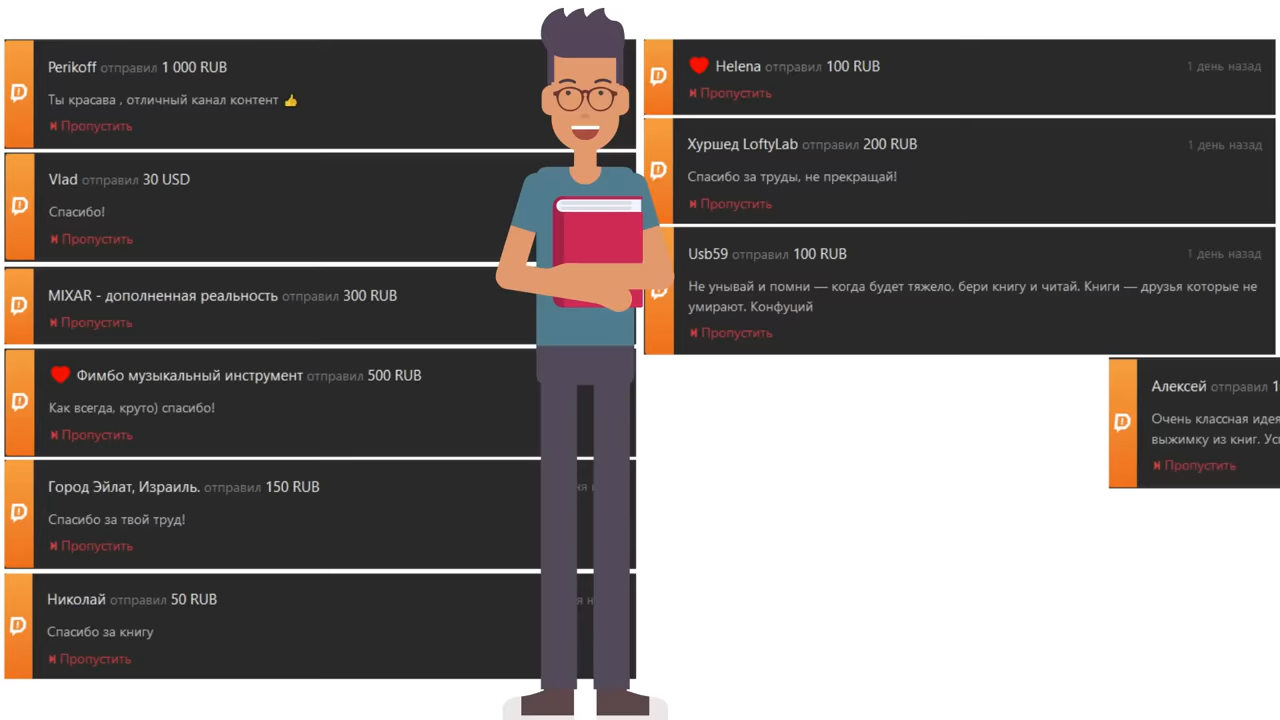 Perikoff отправил 1 000 RUB
Ты красава , отличный канал контент 👍
Пропустить
Vlad отправил 30 USD
Спасибо!
Пропустить
MIXAR - дополненная реальность отправил 300 RUB
Пропустить
Фимбо музыкальный инструмент отправил 500 RUB
Как всегда, круто) спасибо!
Пропустить
Город Эйлат, Израиль. отправил 150 RUB
Спасибо за твой труд!
Пропустить
Николай отправил 50 RUB
Спасибо за книгу
Пропустить
Helena отправил 100 RUB 1 день назад
Пропустить
Хуршед LoftyLab отправил 200 RUB 1 день назад
Спасибо за труды, не прекращай!
Пропустить
Usb59 отправил 100 RUB 1 день назад
Не унывай и помни — когда будет тяжело, бери книгу и читай. Книги — друзья которые не
умирают. Конфуций
Пропустить
Алексей отправил
Очень классная идея
выжимку из книг.
Пропустить